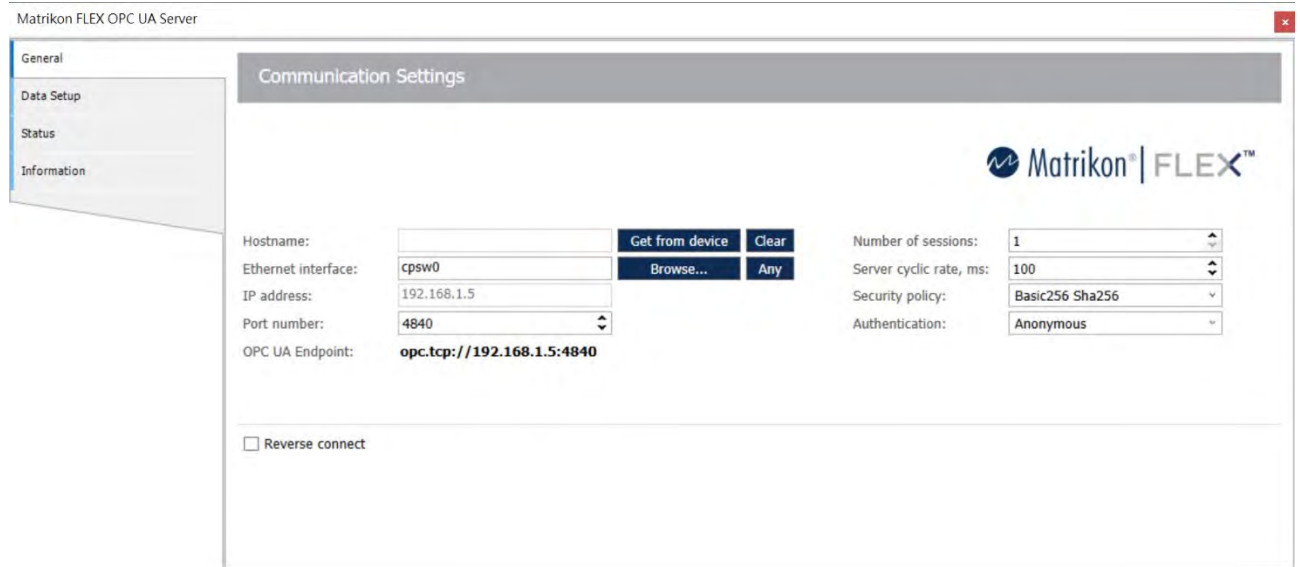 Matrikon FLEX OPC UA Server
x
General
Data Setup
Status
Information
Communication Settings
Matrikon® | FLEX™
Hostname: Get from device Clear Number of sessions: 1
Ethernet interface: cpsw0 Browse... Any Server cyclic rate, ms: 100
IP address: 192.168.1.5 Security policy: Basic256 Sha256
Port number: 4840 Authentication: Anonymous
OPC UA Endpoint: opc.tcp://192.168.1.5:4840
Reverse connect